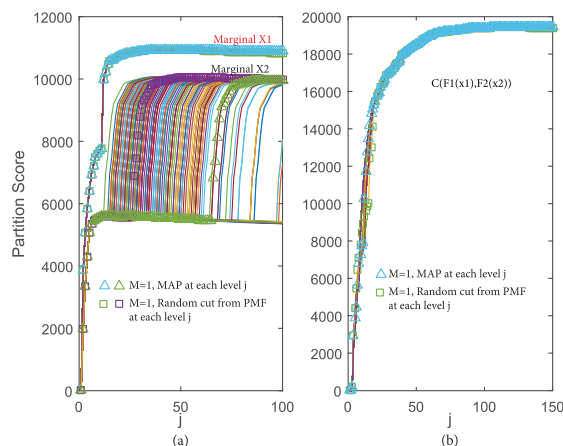 12000
10000
8000
6000
4000
2000
0
Partition Score
Marginal X1
Marginal X2
M=1, MAP at each level j
M=1, Random cut from PMF
at each level j
0
50
100
j
(a)
20000
18000
16000
14000
12000
10000
8000
6000
4000
2000
0
C(F1(x1),F2(x2))
M=1, MAP at each level j
M=1, Random cut from PMF
at each level j
0
50
100
150
j
(b)